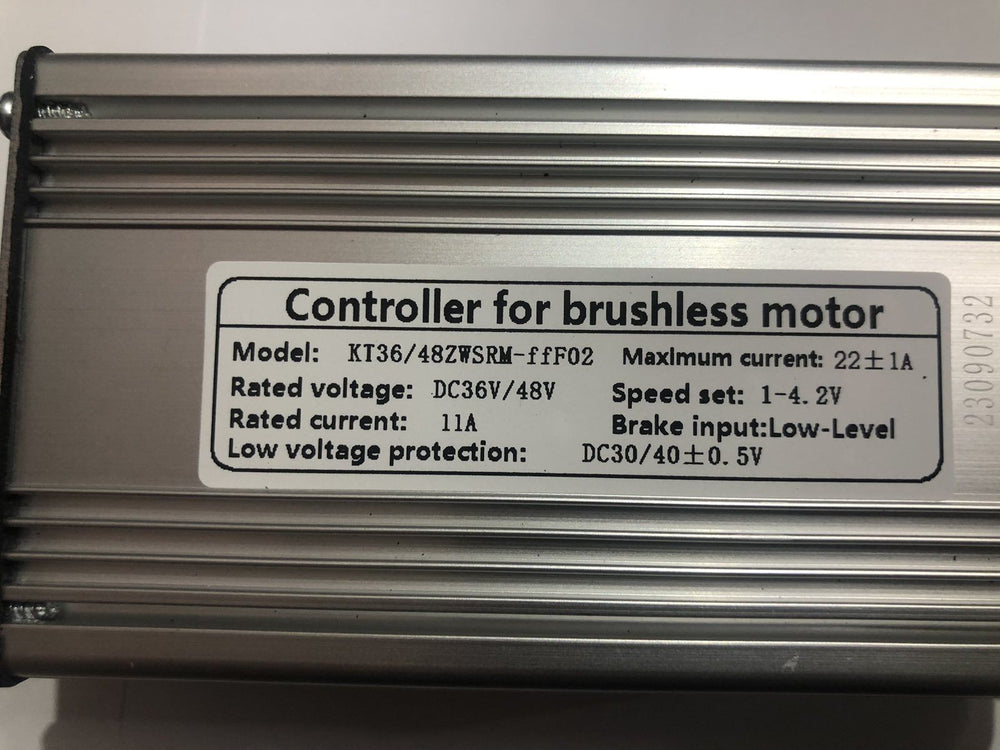 Controller for brushless motor
Model: KT36/48ZWSRM-ffF02 Maximum current: 22±1A
Rated voltage: DC36V/48V Speed set: 1-4.2V
Rated current: 11A Brake input:Low-Level
Low voltage protection: DC30/40±0.5V
23090732